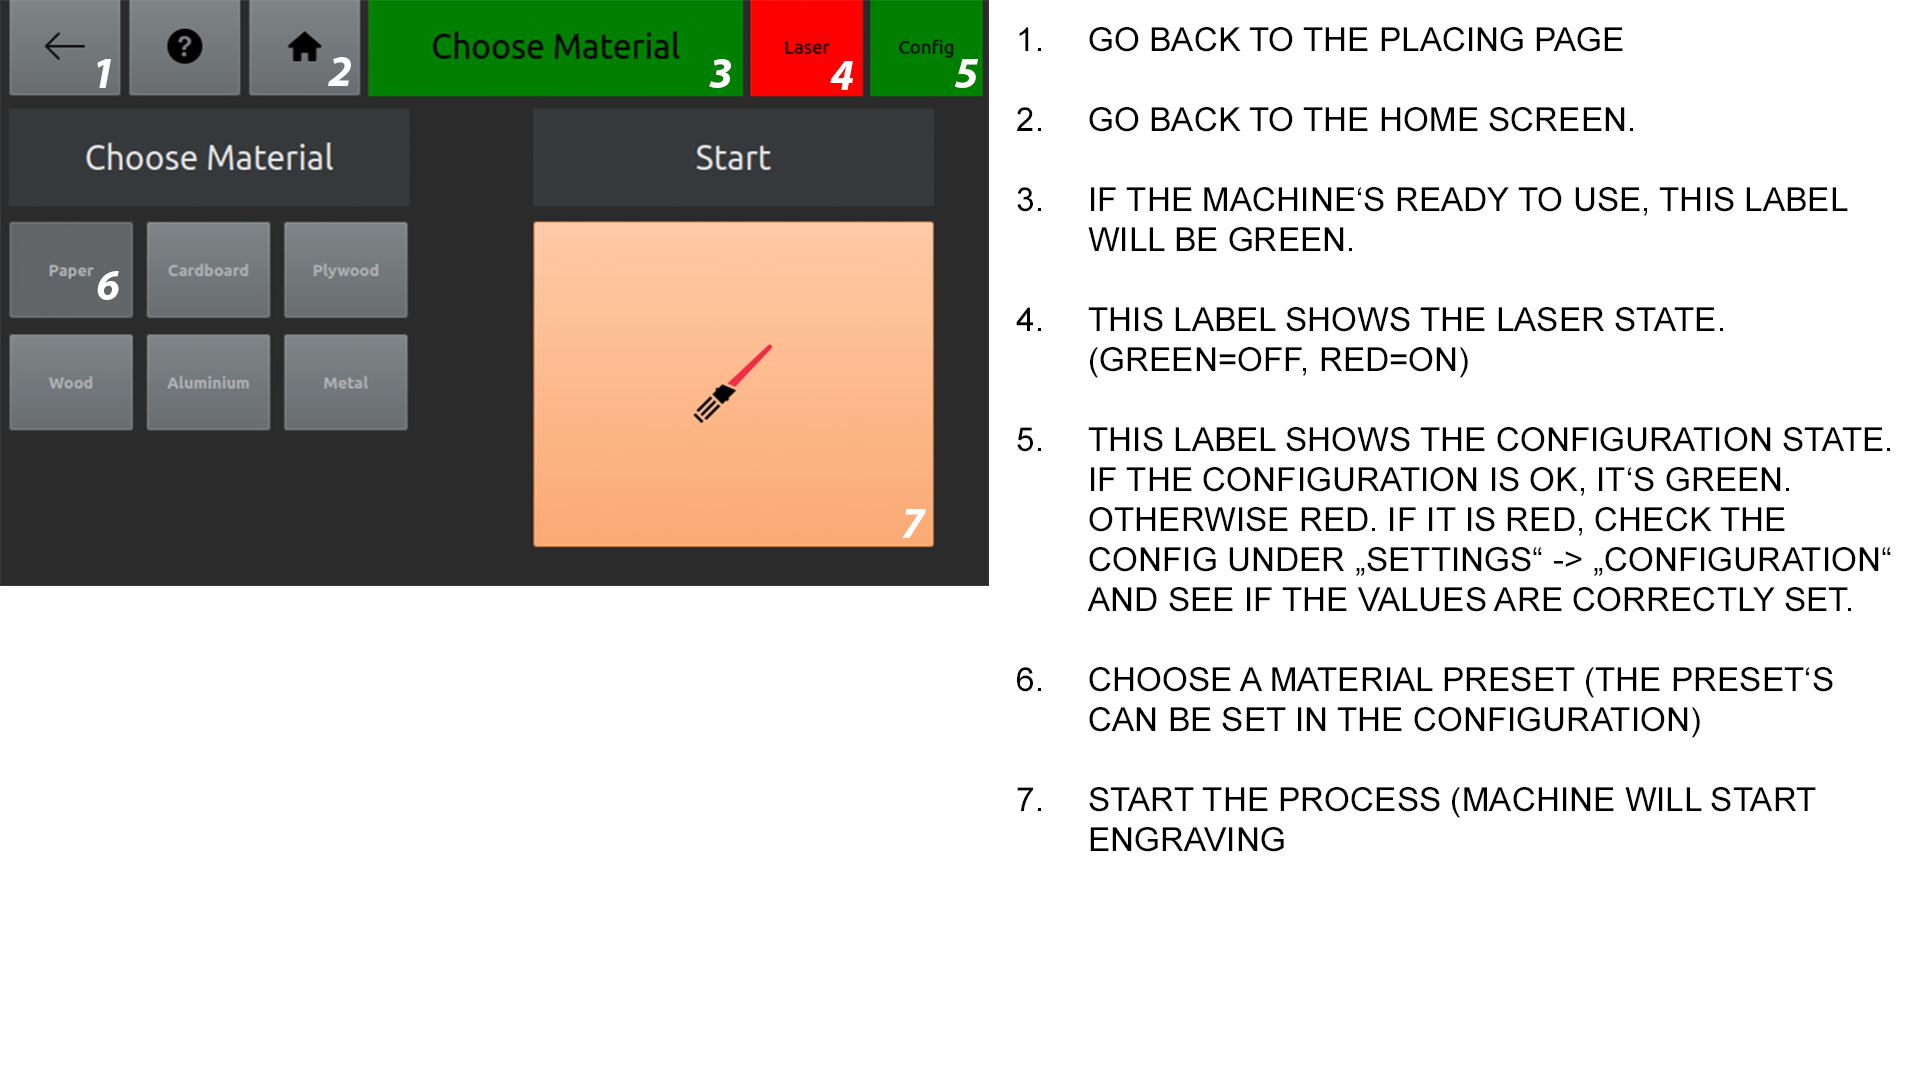 ?
Choose Material
Laser
Config
1
2
3
4
5
Choose Material
Start
Paper
Cardboard
Plywood
6
Wood
Aluminium
Metal
7
1. GO BACK TO THE PLACING PAGE
2. GO BACK TO THE HOME SCREEN.
3. IF THE MACHINE‘S READY TO USE, THIS LABEL
WILL BE GREEN.
4. THIS LABEL SHOWS THE LASER STATE.
(GREEN=OFF, RED=ON)
5. THIS LABEL SHOWS THE CONFIGURATION STATE.
IF THE CONFIGURATION IS OK, IT‘S GREEN.
OTHERWISE RED. IF IT IS RED, CHECK THE
CONFIG UNDER „SETTINGS“ -> „CONFIGURATION“
AND SEE IF THE VALUES ARE CORRECTLY SET.
6. CHOOSE A MATERIAL PRESET (THE PRESET‘S
CAN BE SET IN THE CONFIGURATION)
7. START THE PROCESS (MACHINE WILL START
ENGRAVING